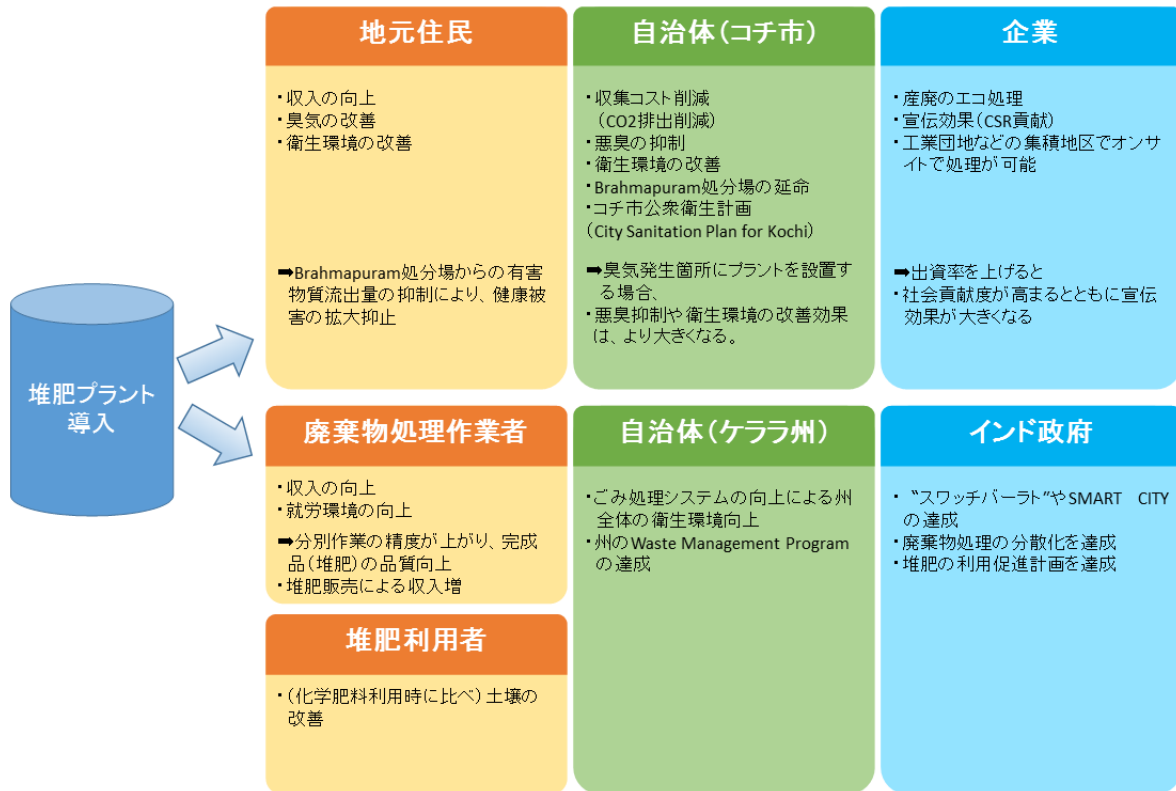 堆肥プラント
導入
地元住民
・収入の向上
・臭気の改善
・衛生環境の改善
➡Brahmapuram処分場からの有害
物質流出量の抑制により、健康被
害の拡大抑止
自治体（コチ市）
・収集コスト削減
（CO2排出削減）
・悪臭の抑制
・衛生環境の改善
・Brahmapuram処分場の延命
・コチ市公衆衛生計画
(City Sanitation Plan for Kochi)
➡臭気発生箇所にプラントを設置す
る場合、
・悪臭抑制や衛生環境の改善効果
は、より大きくなる。
企業
・産廃のエコ処理
・宣伝効果（CSR貢献）
・工業団地などの集積地区でオンサ
イトで処理が可能
➡出資率を上げると
・社会貢献度が高まるとともに宣伝
効果が大きくなる
廃棄物処理作業者
・収入の向上
・就労環境の向上
➡分別作業の精度が上がり、完成
品（堆肥）の品質向上
・堆肥販売による収入増
堆肥利用者
・（化学肥料利用時に比べ）土壌の
改善
自治体（ケララ州）
・ごみ処理システムの向上による州
全体の衛生環境向上
・州のWaste Management Program
の達成
インド政府
・〝スワッチバーラト”やSMART　CITY
の達成
・廃棄物処理の分散化を達成
・堆肥の利用促進計画を達成